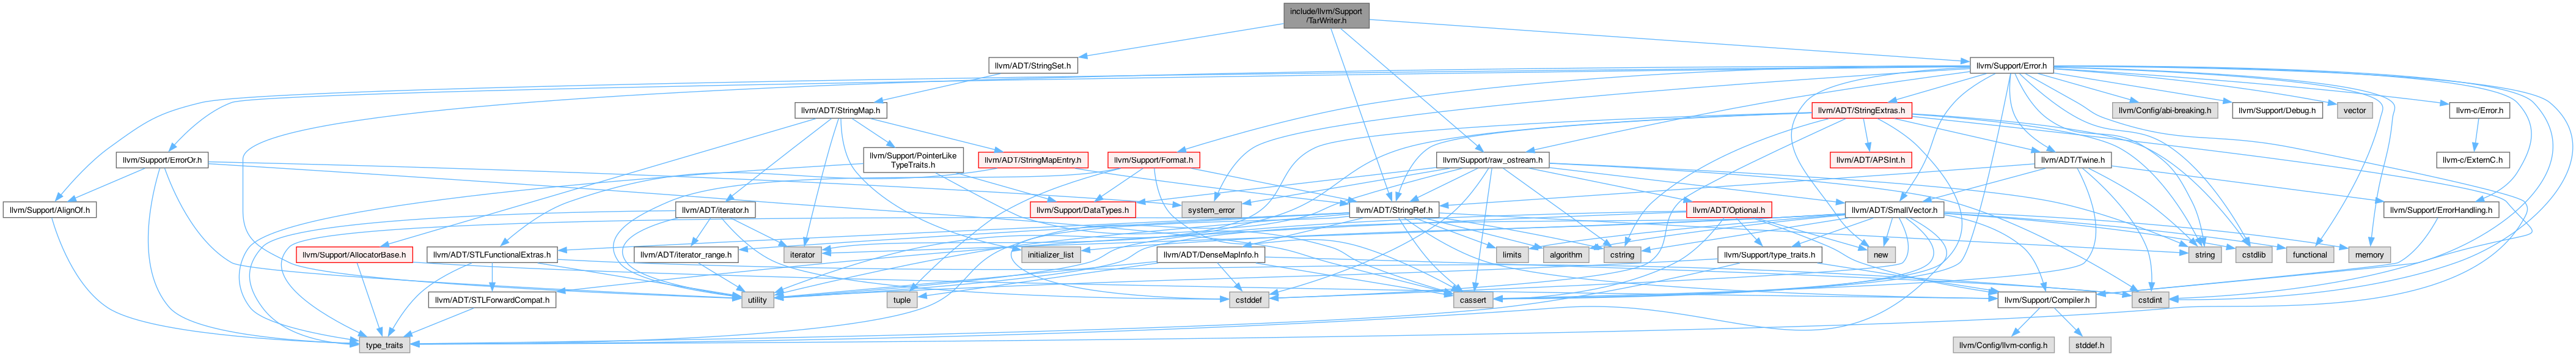 include/llvm/Support
/TarWriter.h
llvm/ADT/StringSet.h
llvm/Support/Error.h
llvm/ADT/StringMap.h
llvm/ADT/StringExtras.h
llvm/Config/abi-breaking.h
llvm/Support/Debug.h
vector
llvm-c/Error.h
llvm/Support/ErrorOr.h
llvm/Support/PointerLike
TypeTraits.h
llvm/ADT/StringMapEntry.h
llvm/Support/Format.h
llvm/Support/raw_ostream.h
llvm/ADT/APSInt.h
llvm/ADT/Twine.h
llvm-c/ExternC.h
llvm/Support/AlignOf.h
llvm/ADT/iterator.h
llvm/Support/DataTypes.h
system_error
llvm/ADT/StringRef.h
llvm/ADT/Optional.h
llvm/ADT/SmallVector.h
llvm/Support/ErrorHandling.h
llvm/Support/AllocatorBase.h
llvm/ADT/STLFunctionalExtras.h
llvm/ADT/iterator_range.h
iterator
initializer_list
llvm/ADT/DenseMapInfo.h
limits
algorithm
cstring
llvm/Support/type_traits.h
new
string
cstdlib
functional
memory
llvm/ADT/STLForwardCompat.h
utility
tuple
cstddef
cassert
llvm/Support/Compiler.h
cstdint
type_traits
llvm/Config/llvm-config.h
stddef.h